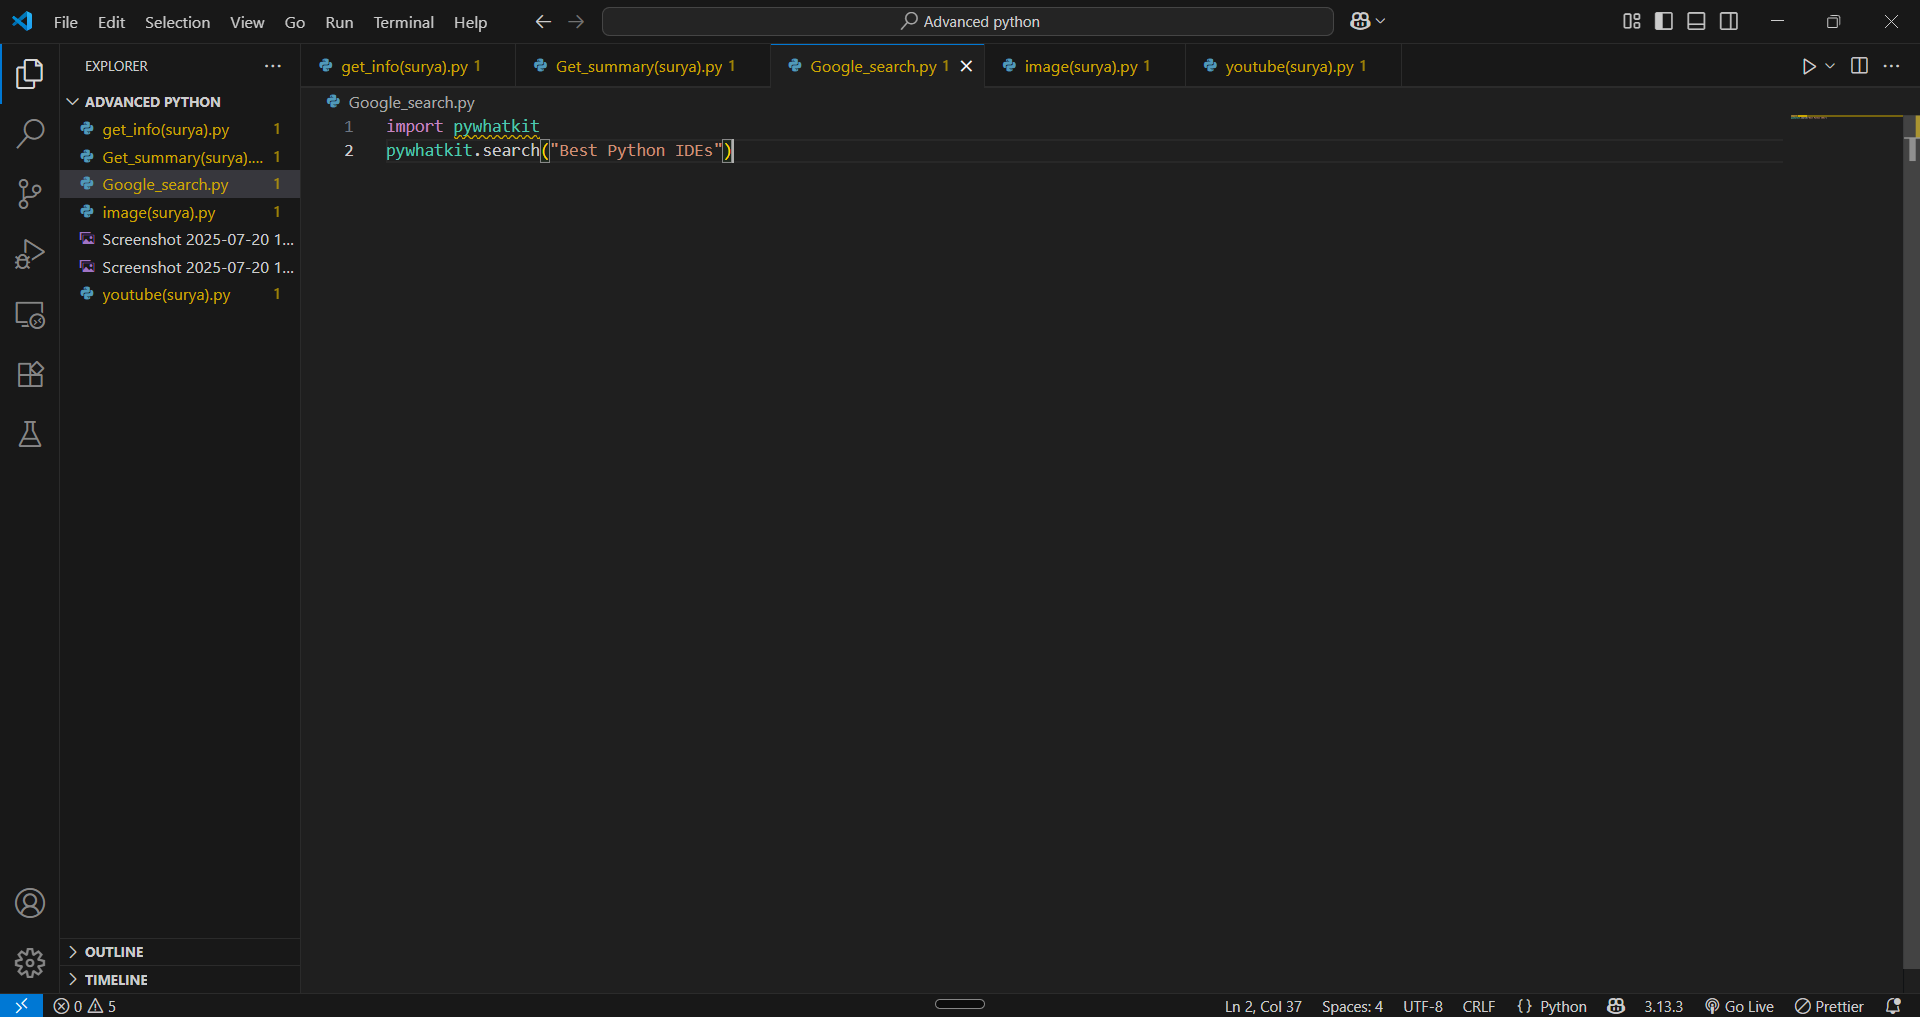 File Edit Selection View Go Run Terminal Help Advanced python
EXPLORER
get_info(surya).py 1 Get_summary(surya).py 1 Google_search.py 1 image(surya).py 1 youtube(surya).py 1
ADVANCED PYTHON
get_info(surya).py 1
Get_summary(surya).... 1
Google_search.py 1
image(surya).py 1
Screenshot 2025-07-20 1...
Screenshot 2025-07-20 1...
youtube(surya).py 1
Google_search.py
1 import pywhatkit
2 pywhatkit.search("Best Python IDEs")
OUTLINE
TIMELINE
0 5 Ln 2, Col 37 Spaces: 4 UTF-8 CRLF {} Python 3.13.3 Go Live Prettier